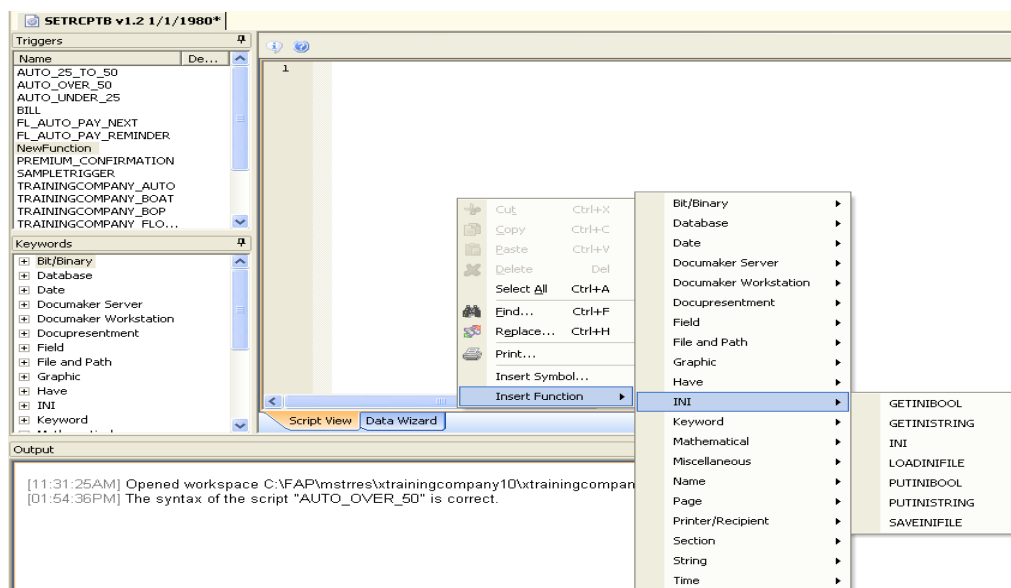 SETRCPTB v1.2 1/1/1980*
Triggers
Name De...
AUTO_25_TO_50
AUTO_OVER_50
AUTO_UNDER_25
BILL
FL_AUTO_PAY_NEXT
FL_AUTO_PAY_REMINDER
NewFunction
PREMIUM_CONFIRMATION
SAMPLETRIGGER
TRAININGCOMPANY_AUTO
TRAININGCOMPANY_BOAT
TRAININGCOMPANY_BOP
TRAININGCOMPANY_FLO...
Keywords
Bit/Binary
Database
Date
Documaker Server
Documaker Workstation
Docupresentment
Field
File and Path
Graphic
Have
INI
Keyword
1
Script View Data Wizard
Cut Ctrl+X
Copy Ctrl+C
Paste Ctrl+V
Delete Del
Select All Ctrl+A
Find... Ctrl+F
Replace... Ctrl+H
Print...
Insert Symbol...
Insert Function
Bit/Binary
Database
Date
Documaker Server
Documaker Workstation
Docupresentment
Field
File and Path
Graphic
Have
INI
Keyword
Mathematical
Miscellaneous
Name
Page
Printer/Recipient
Section
String
Time
GETINIBOOL
GETINISTRING
INI
LOADINIFILE
PUTINIBOOL
PUTINISTRING
SAVEINIFILE
Output
[11:31:25AM] Opened workspace C:\FAP\mstrres\xtrainingcompany10\xtrainingcompan
[01:54:36PM] The syntax of the script "AUTO_OVER_50" is correct.